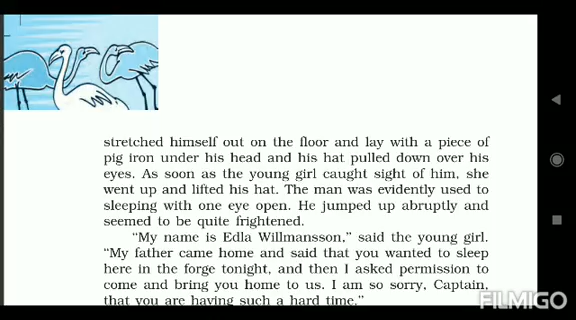 stretched himself out on the floor and lay with a piece of
pig iron under his head and his hat pulled down over his
eyes. As soon as the young girl caught sight of him, she
went up and lifted his hat. The man was evidently used to
sleeping with one eye open. He jumped up abruptly and
seemed to be quite frightened.
“My name is Edla Willmansson,” said the young girl.
“My father came home and said that you wanted to sleep
here in the forge tonight, and then I asked permission to
come and bring you home to us. I am so sorry, Captain,
that you are having such a hard time.”
FILMIGO